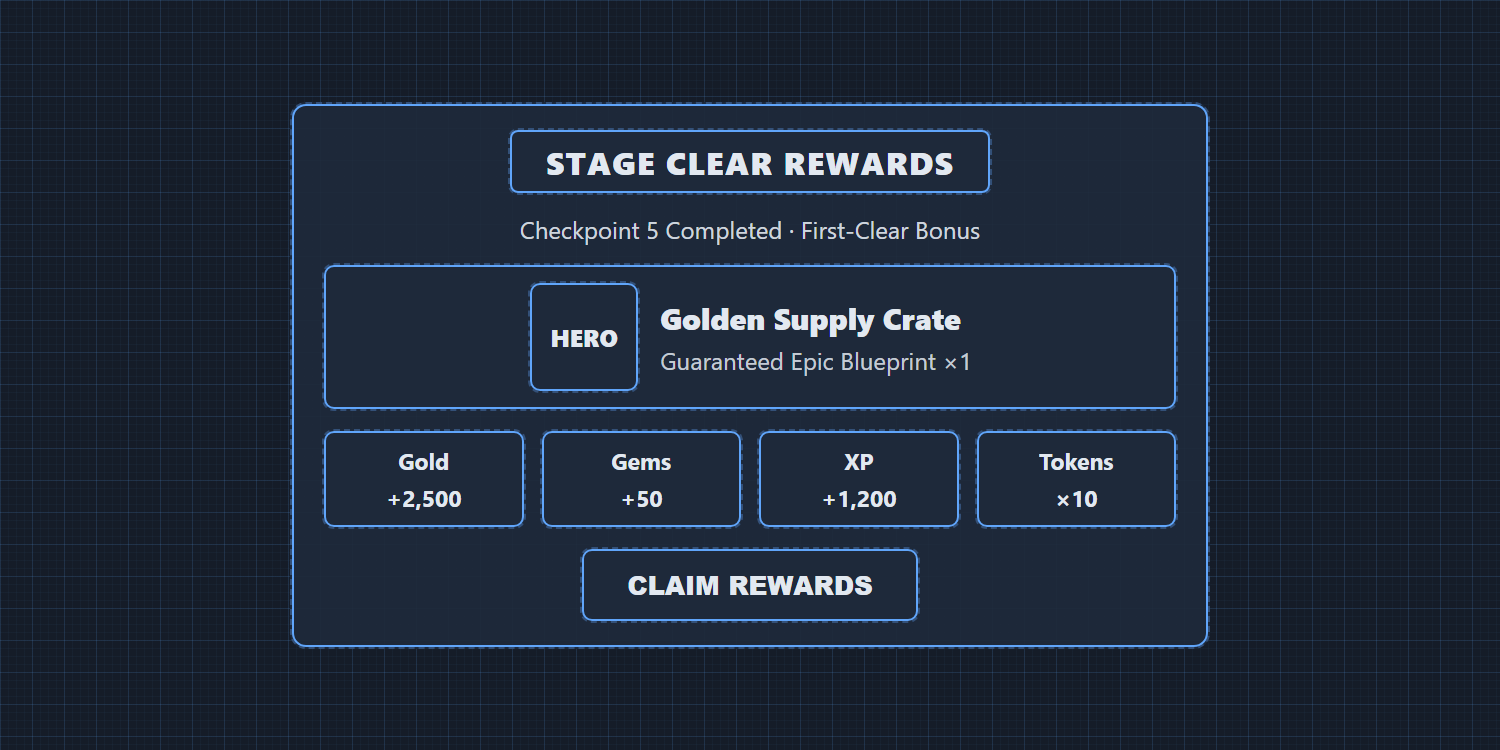 STAGE CLEAR REWARDS
Checkpoint 5 Completed · First-Clear Bonus
HERO
Golden Supply Crate
Guaranteed Epic Blueprint ×1
Gold
+2,500
Gems
+50
XP
+1,200
Tokens
×10
CLAIM REWARDS